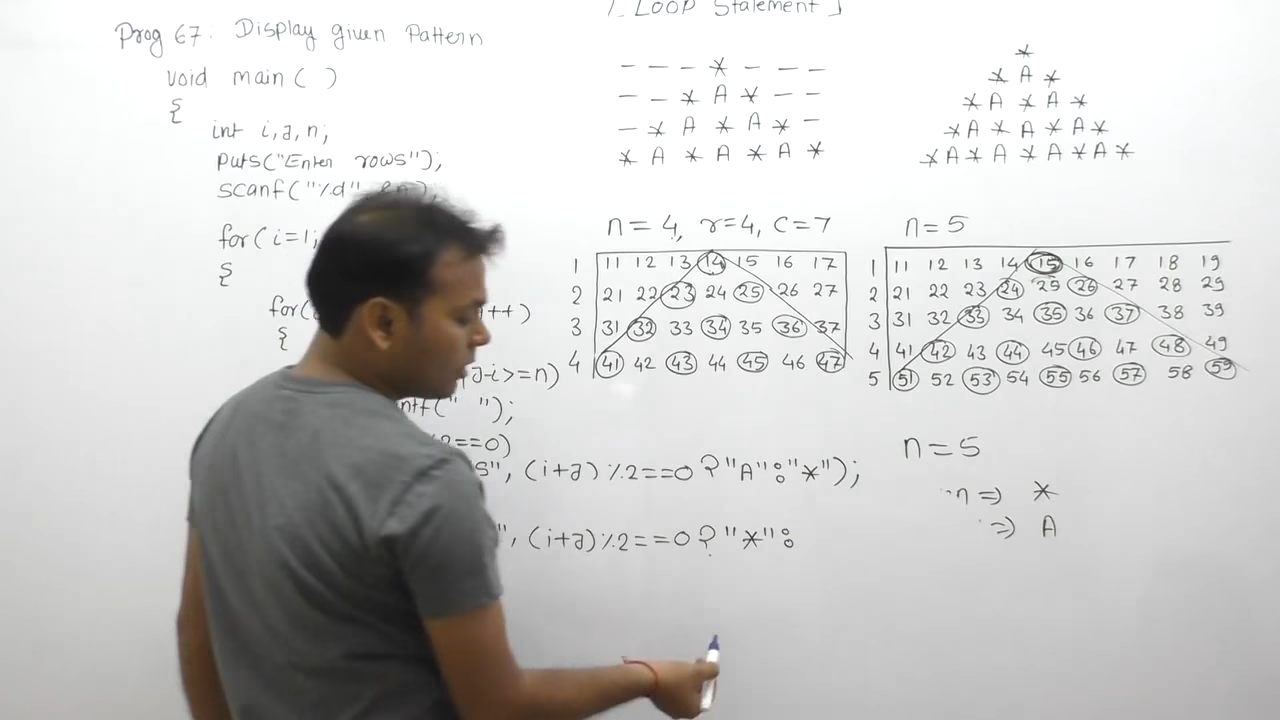 [ LOOP Statement ]
Prog 67. Display given Pattern
void main( )
{
int i,j,n;
puts("Enter rows");
scanf("%d", &n);
for(i=1;
{
for(
++)
{
j-i>=n)
ntf(" ");
2==0)
s", (i+j)%2==0?"A":"*");
", (i+j)%2==0?"*":
- - - * - - -
- - * A * - -
- * A * A * -
* A * A * A *
*
* A *
* A * A *
* A * A * A *
* A * A * A * A *
n=4, r=4, c=7
1 11 12 13 14 15 16 17
2 21 22 23 24 25 26 27
3 31 32 33 34 35 36 37
4 41 42 43 44 45 46 47
n=5
1 11 12 13 14 15 16 17 18 19
2 21 22 23 24 25 26 27 28 29
3 31 32 33 34 35 36 37 38 39
4 41 42 43 44 45 46 47 48 49
5 51 52 53 54 55 56 57 58 59
n=5
n => *
=> A